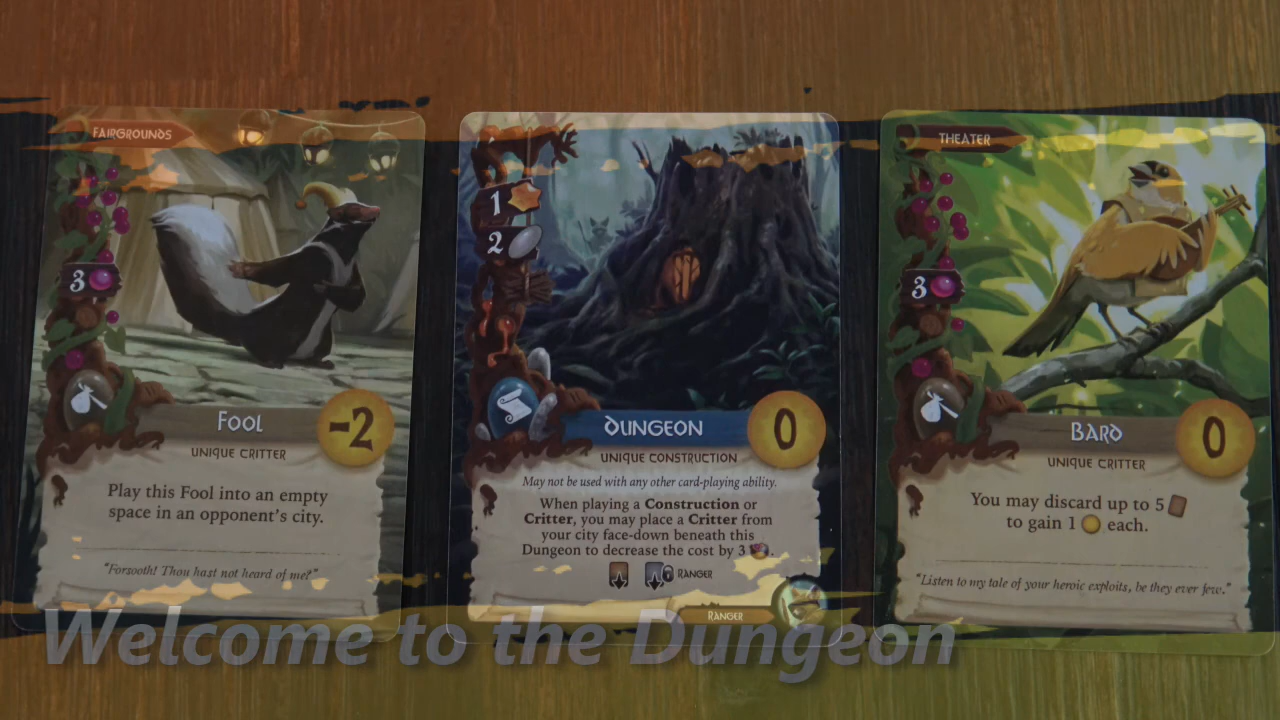 FAIRGROUNDS
3
FOOL
-2
UNIQUE CRITTER
Play this Fool into an empty
space in an opponent's city.
"Forsooth! Thou hast not heard of me?"
1
2
DUNGEON
0
UNIQUE CONSTRUCTION
May not be used with any other card-playing ability.
When playing a Construction or
Critter, you may place a Critter from
your city face-down beneath this
Dungeon to decrease the cost by 3 .
RANGER
RANGER
THEATER
3
BARD
0
UNIQUE CRITTER
You may discard up to 5
to gain 1 each.
"Listen to my tale of your heroic exploits, be they ever few."
Welcome to the Dungeon